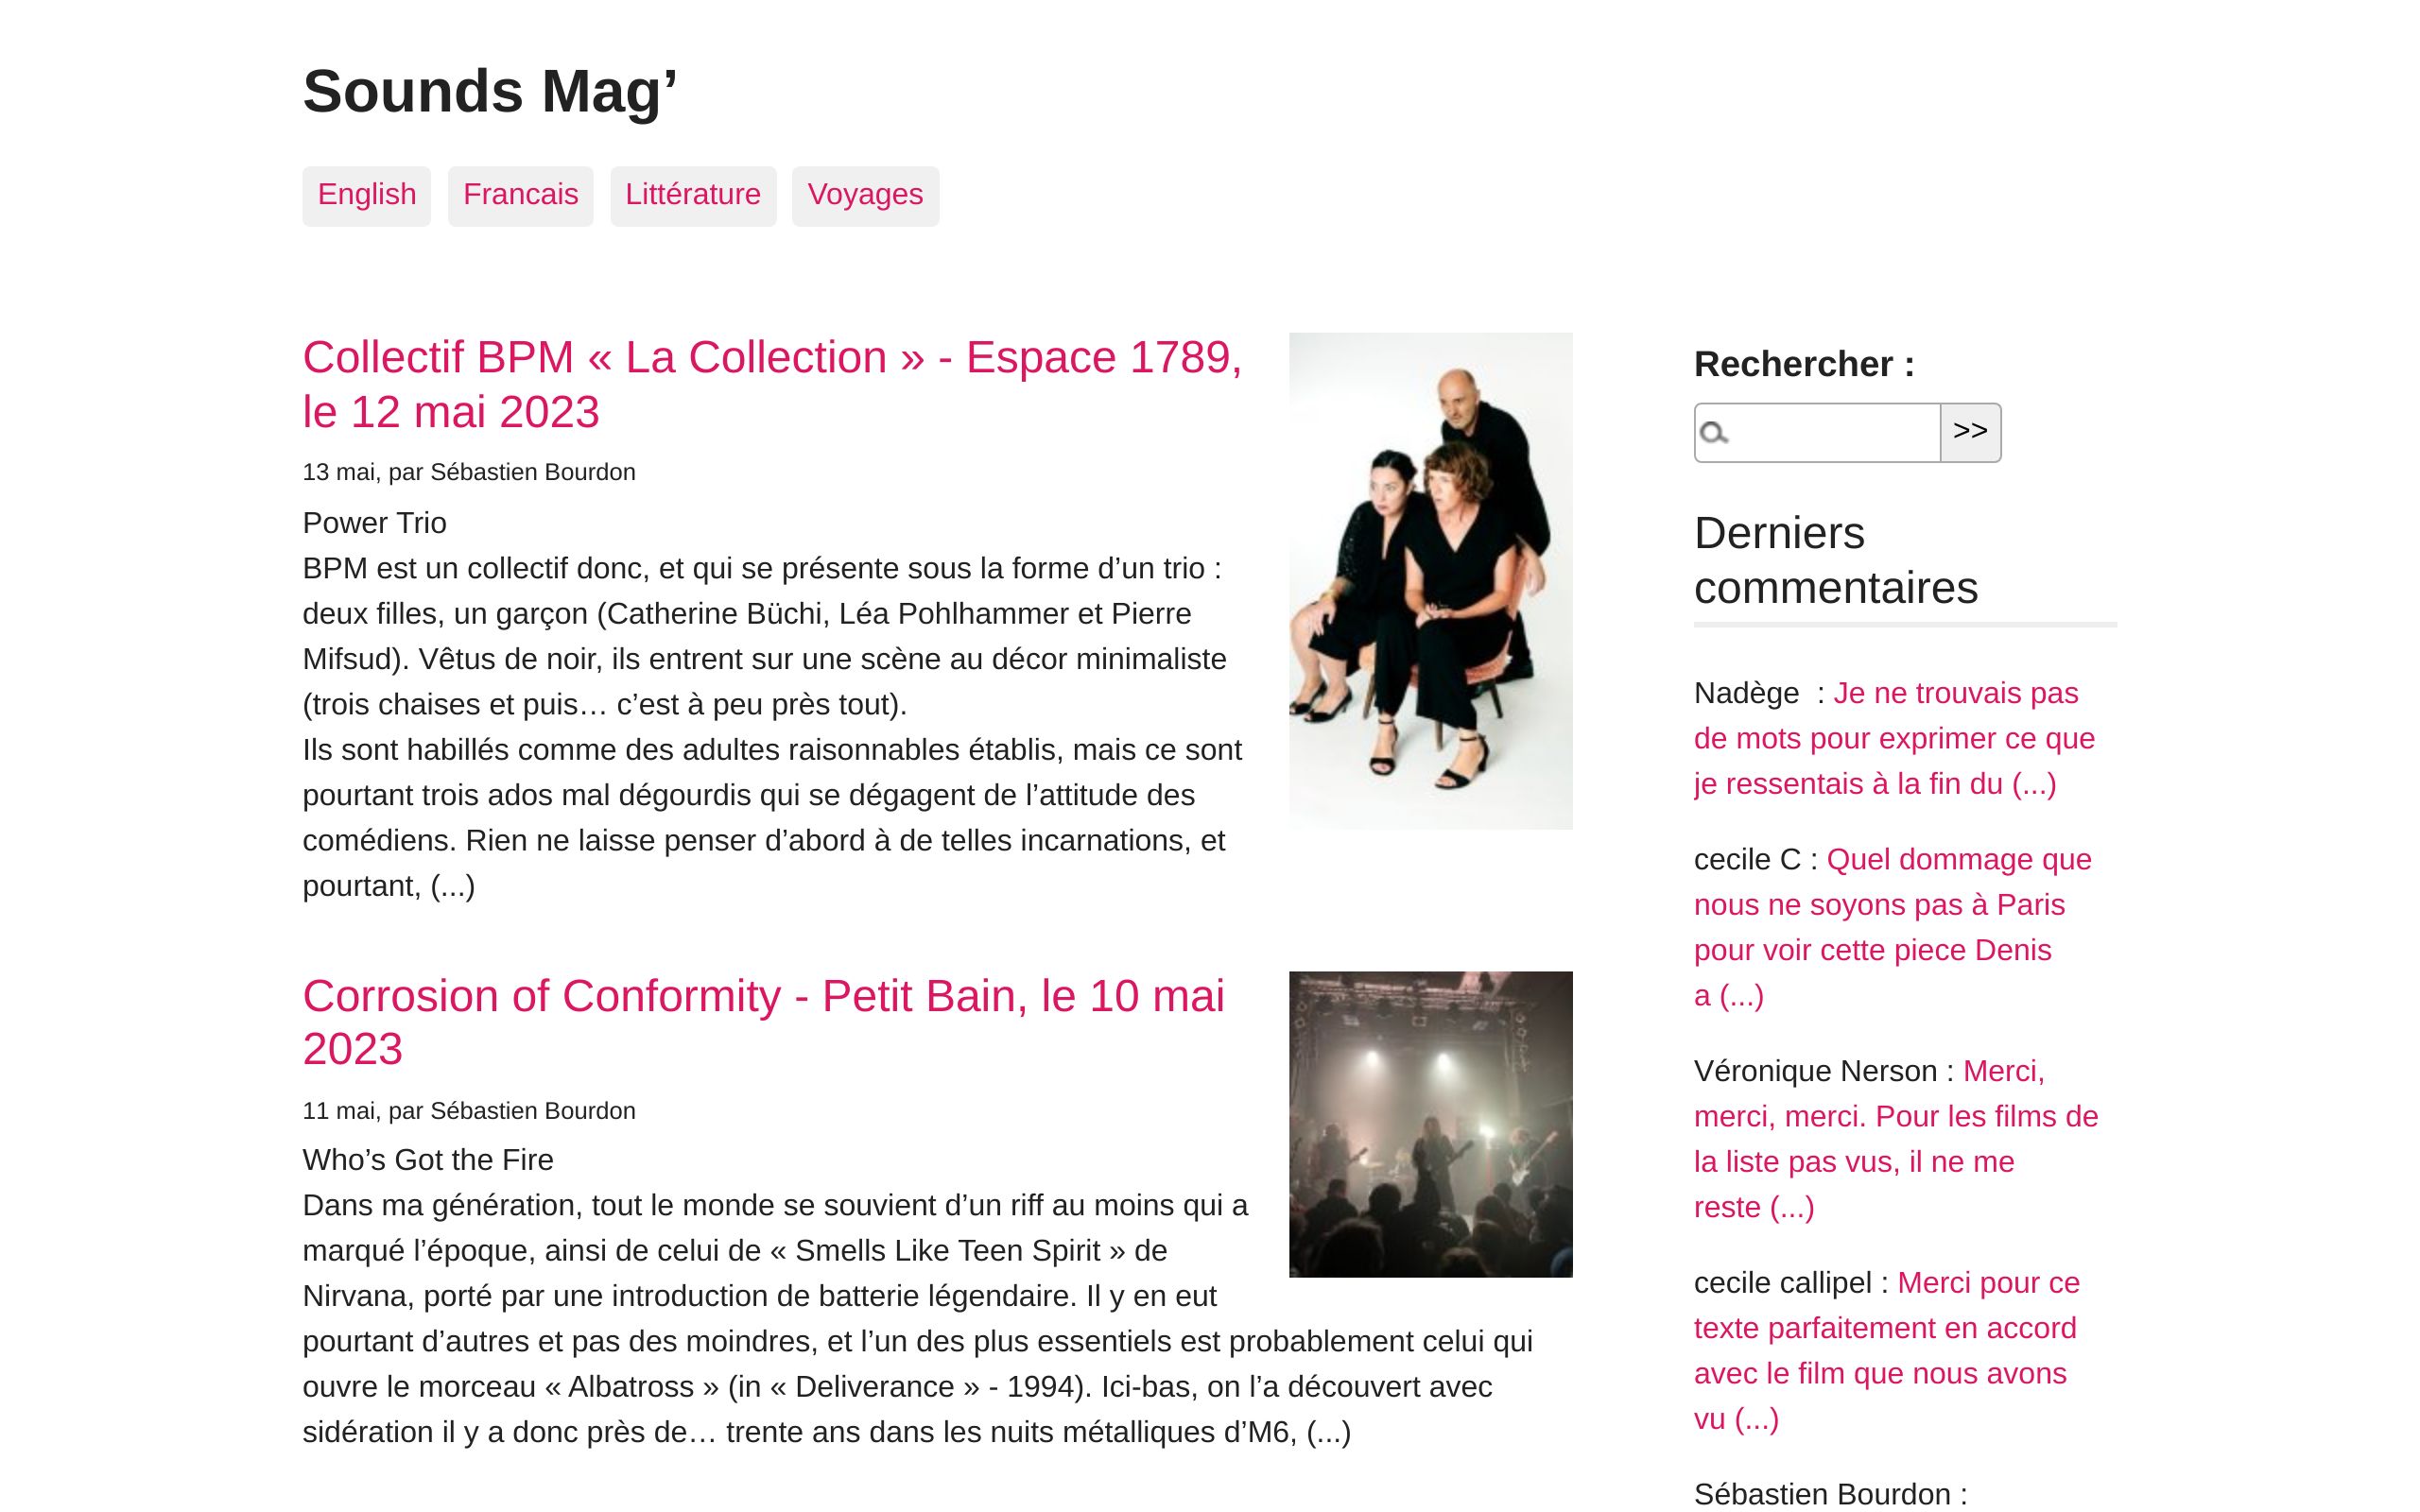 Sounds Mag’
English Francais Littérature Voyages
Collectif BPM « La Collection » - Espace 1789,
le 12 mai 2023
13 mai, par Sébastien Bourdon
Power Trio
BPM est un collectif donc, et qui se présente sous la forme d’un trio :
deux filles, un garçon (Catherine Büchi, Léa Pohlhammer et Pierre
Mifsud). Vêtus de noir, ils entrent sur une scène au décor minimaliste
(trois chaises et puis… c’est à peu près tout).
Ils sont habillés comme des adultes raisonnables établis, mais ce sont
pourtant trois ados mal dégourdis qui se dégagent de l’attitude des
comédiens. Rien ne laisse penser d’abord à de telles incarnations, et
pourtant, (...)
Corrosion of Conformity - Petit Bain, le 10 mai
2023
11 mai, par Sébastien Bourdon
Who’s Got the Fire
Dans ma génération, tout le monde se souvient d’un riff au moins qui a
marqué l’époque, ainsi de celui de « Smells Like Teen Spirit » de
Nirvana, porté par une introduction de batterie légendaire. Il y en eut
pourtant d’autres et pas des moindres, et l’un des plus essentiels est probablement celui qui
ouvre le morceau « Albatross » (in « Deliverance » - 1994). Ici-bas, on l’a découvert avec
sidération il y a donc près de… trente ans dans les nuits métalliques d’M6, (...)
Rechercher :
>>
Derniers
commentaires
Nadège  : Je ne trouvais pas
de mots pour exprimer ce que
je ressentais à la fin du (...)
cecile C : Quel dommage que
nous ne soyons pas à Paris
pour voir cette piece Denis
a (...)
Véronique Nerson : Merci,
merci, merci. Pour les films de
la liste pas vus, il ne me
reste (...)
cecile callipel : Merci pour ce
texte parfaitement en accord
avec le film que nous avons
vu (...)
Sébastien Bourdon :